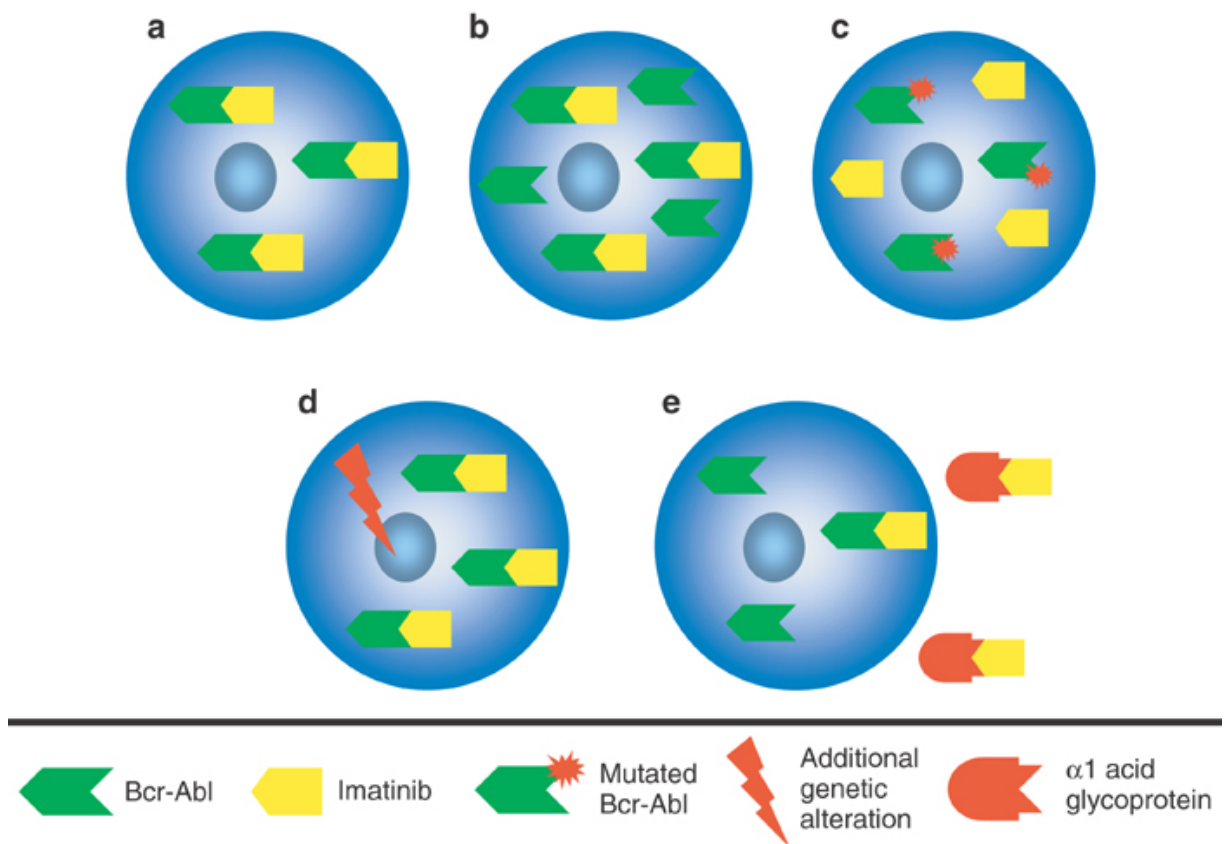 a
b
c
d
e
Bcr-Abl
Imatinib
Mutated
Bcr-Abl
Additional
genetic
alteration
α1 acid
glycoprotein